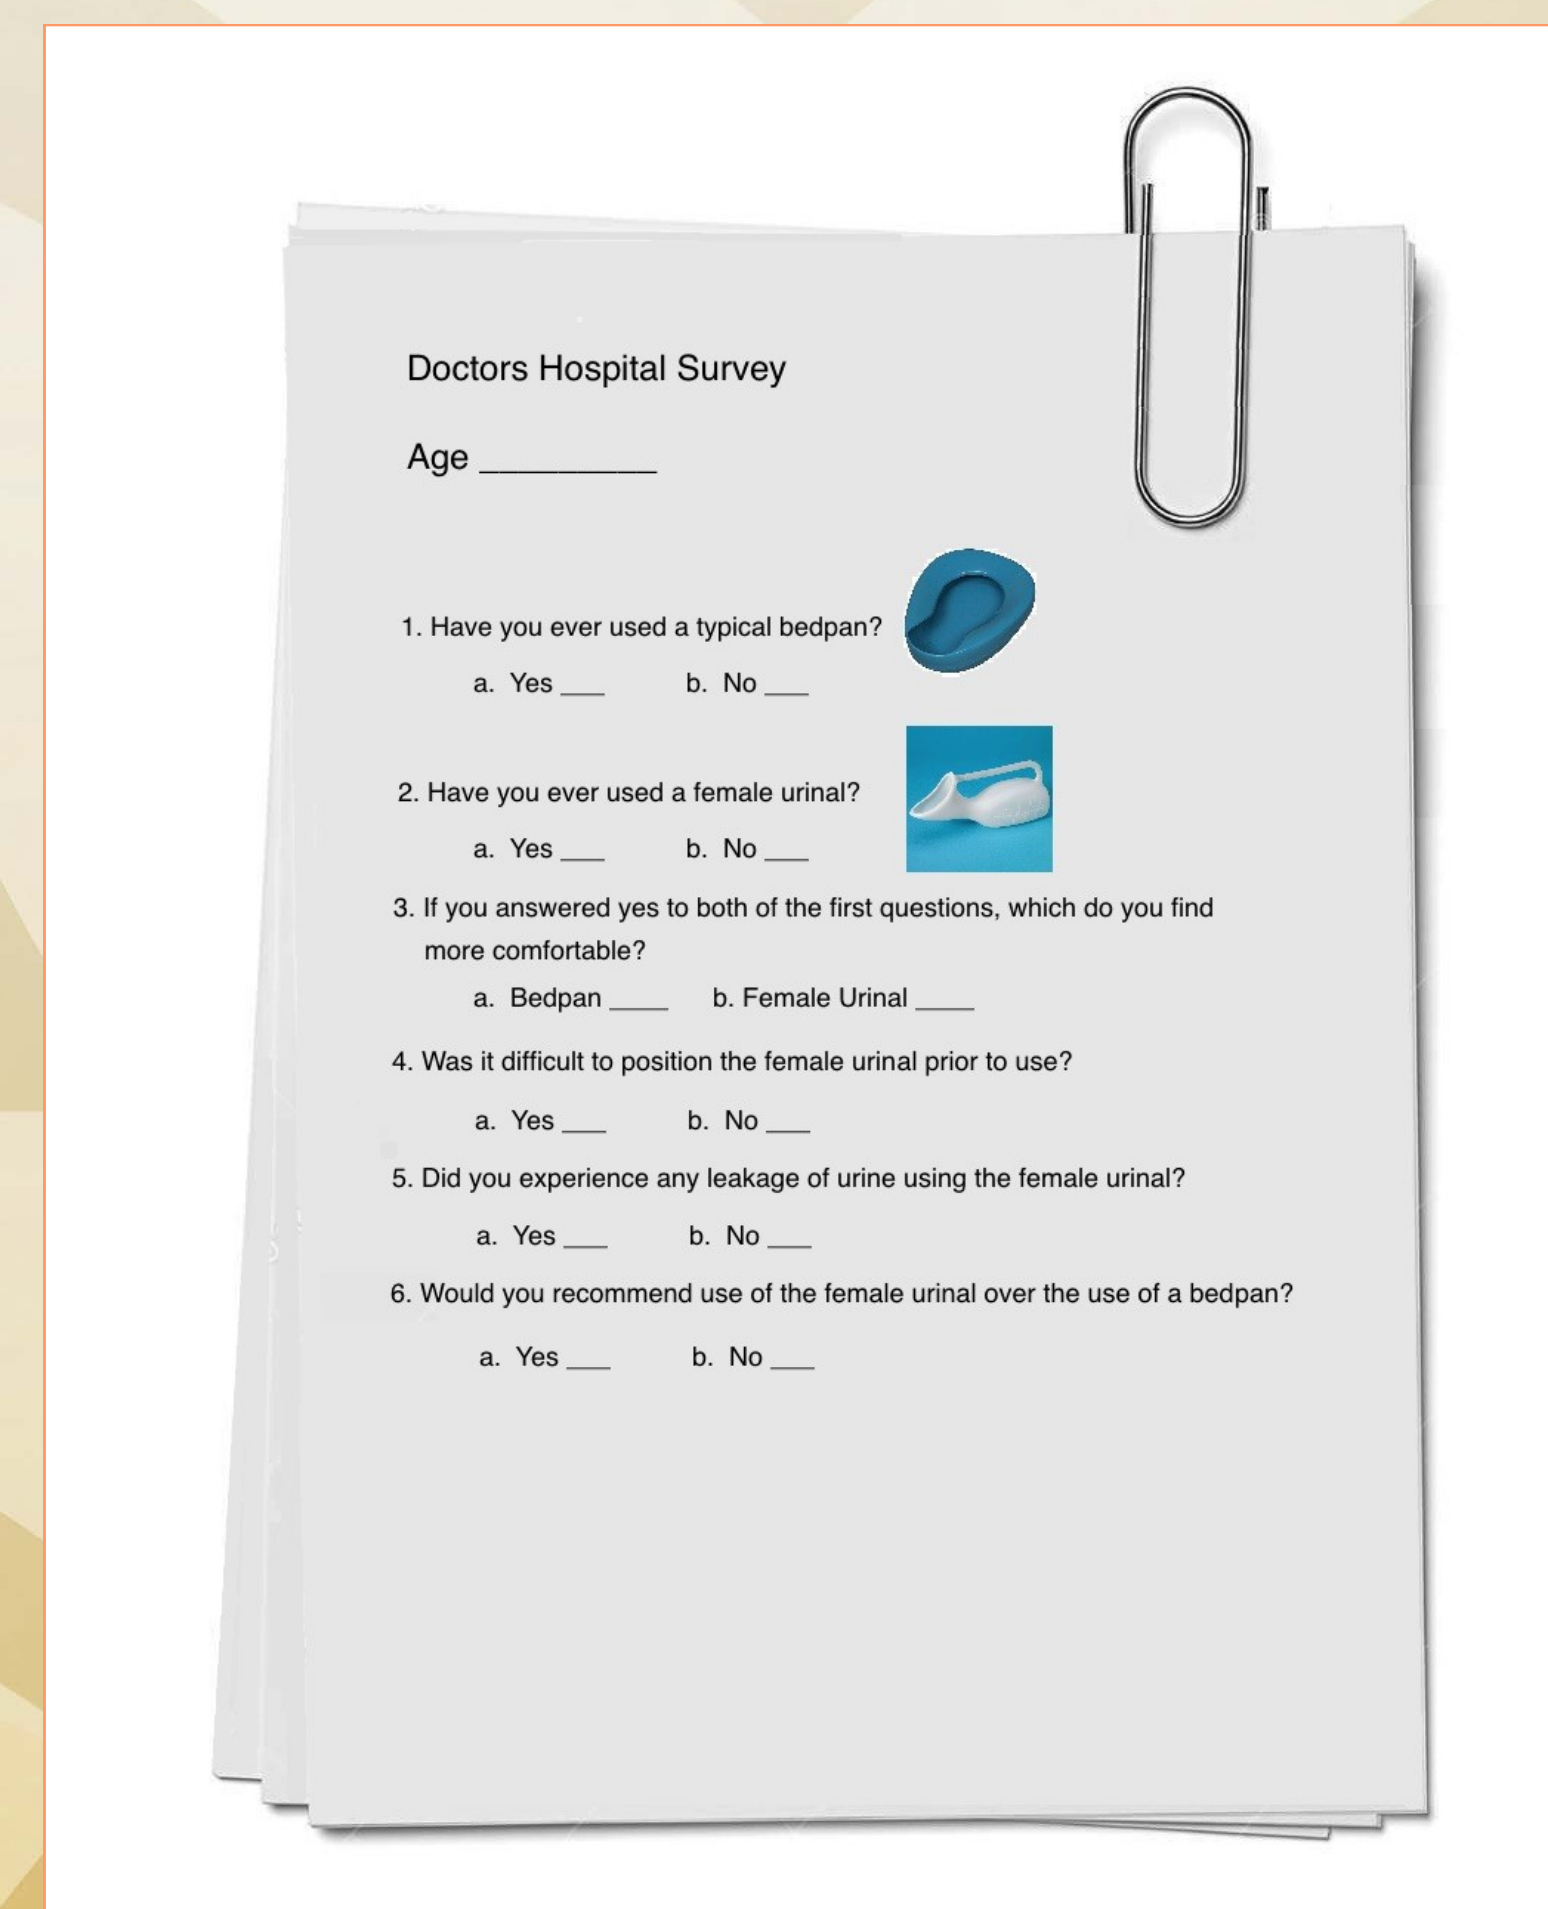 Doctors Hospital Survey
Age _________
1. Have you ever used a typical bedpan?
a. Yes ___ b. No ___
2. Have you ever used a female urinal?
a. Yes ___ b. No ___
3. If you answered yes to both of the first questions, which do you find
more comfortable?
a. Bedpan ____ b. Female Urinal ____
4. Was it difficult to position the female urinal prior to use?
a. Yes ___ b. No ___
5. Did you experience any leakage of urine using the female urinal?
a. Yes ___ b. No ___
6. Would you recommend use of the female urinal over the use of a bedpan?
a. Yes ___ b. No ___